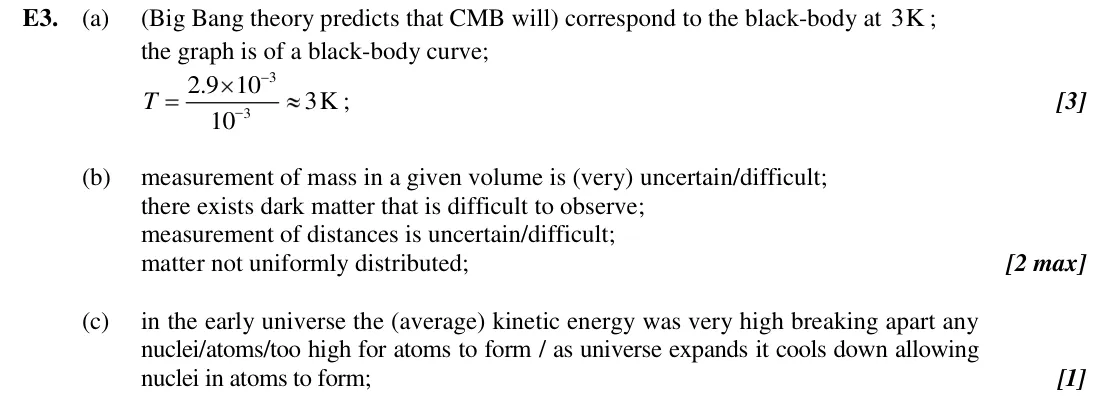 E3. (a) (Big Bang theory predicts that CMB will) correspond to the black-body at 3K ;
the graph is of a black-body curve;
T = 2.9×10⁻³ / 10⁻³ ≈ 3K ; [3]
(b) measurement of mass in a given volume is (very) uncertain/difficult;
there exists dark matter that is difficult to observe;
measurement of distances is uncertain/difficult;
matter not uniformly distributed; [2 max]
(c) in the early universe the (average) kinetic energy was very high breaking apart any
nuclei/atoms/too high for atoms to form / as universe expands it cools down allowing
nuclei in atoms to form; [1]